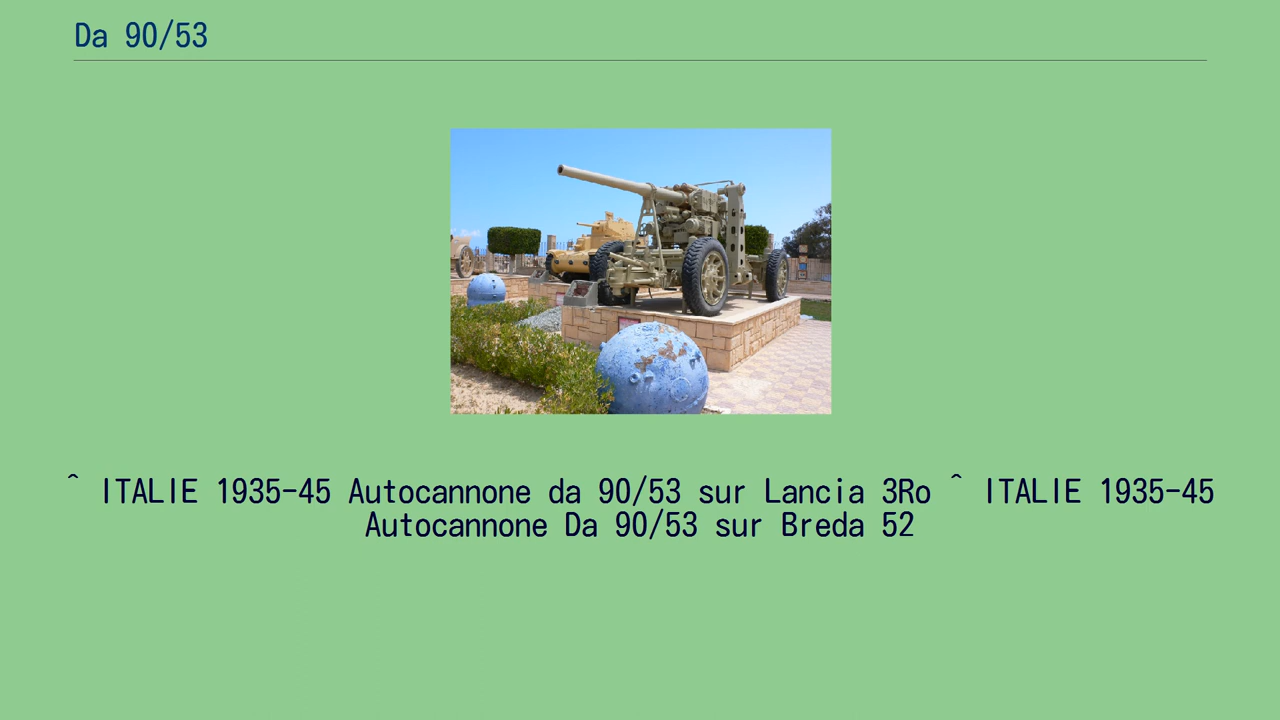 Da 90/53
^ ITALIE 1935-45 Autocannone da 90/53 sur Lancia 3Ro ^ ITALIE 1935-45
Autocannone Da 90/53 sur Breda 52